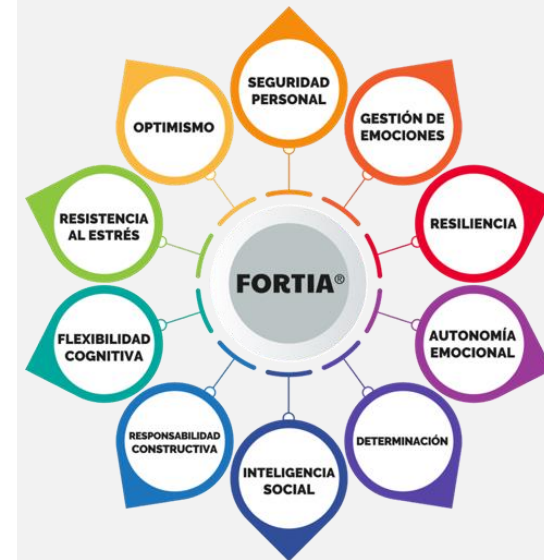 SEGURIDAD
PERSONAL
GESTIÓN DE
EMOCIONES
RESILIENCIA
AUTONOMÍA
EMOCIONAL
DETERMINACIÓN
INTELIGENCIA
SOCIAL
RESPONSABILIDAD
CONSTRUCTIVA
FLEXIBILIDAD
COGNITIVA
RESISTENCIA
AL ESTRÉS
OPTIMISMO
FORTIA®